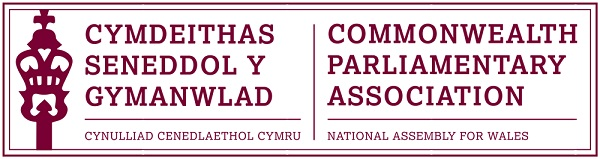 CYMDEITHAS
SENEDDOL Y
GYMANWLAD
CYNULLIAD CENEDLAETHOL CYMRU
COMMONWEALTH
PARLIAMENTARY
ASSOCIATION
NATIONAL ASSEMBLY FOR WALES